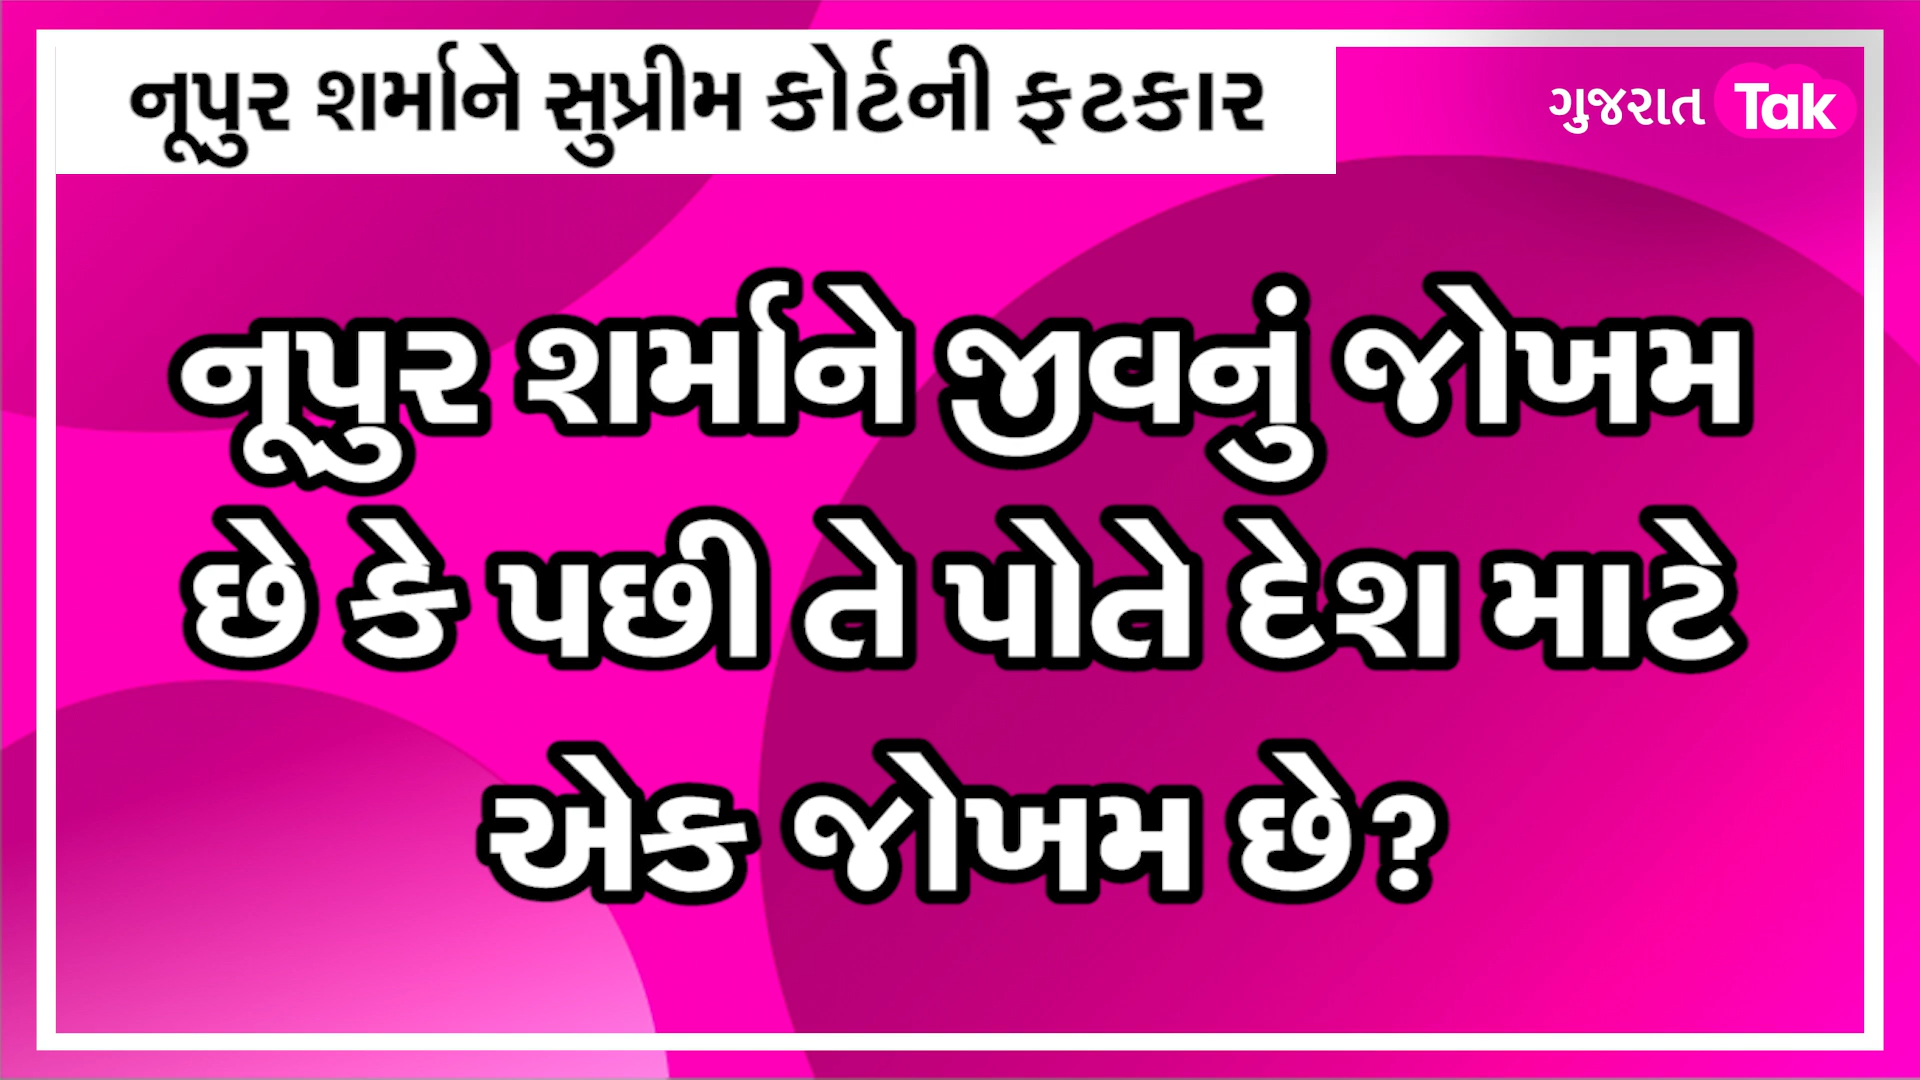 નૂપુર શર્માને સુપ્રીમ કોર્ટની ફટકાર
ગુજરાત Tak
નૂપુર શર્માને જીવનું જોખમ
છે કે પછી તે પોતે દેશ માટે
એક જોખમ છે?